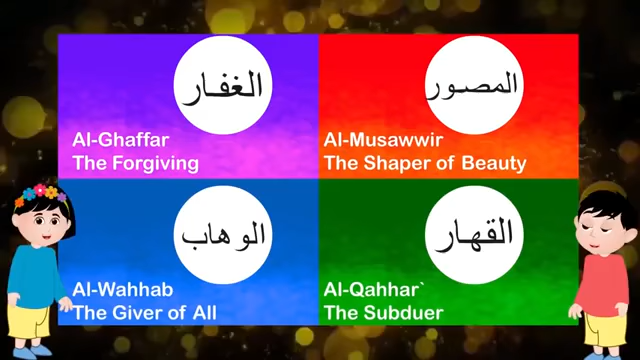 الغفار
Al-Ghaffar
The Forgiving
المصور
Al-Musawwir
The Shaper of Beauty
الوهاب
Al-Wahhab
The Giver of All
القهار
Al-Qahhar`
The Subduer